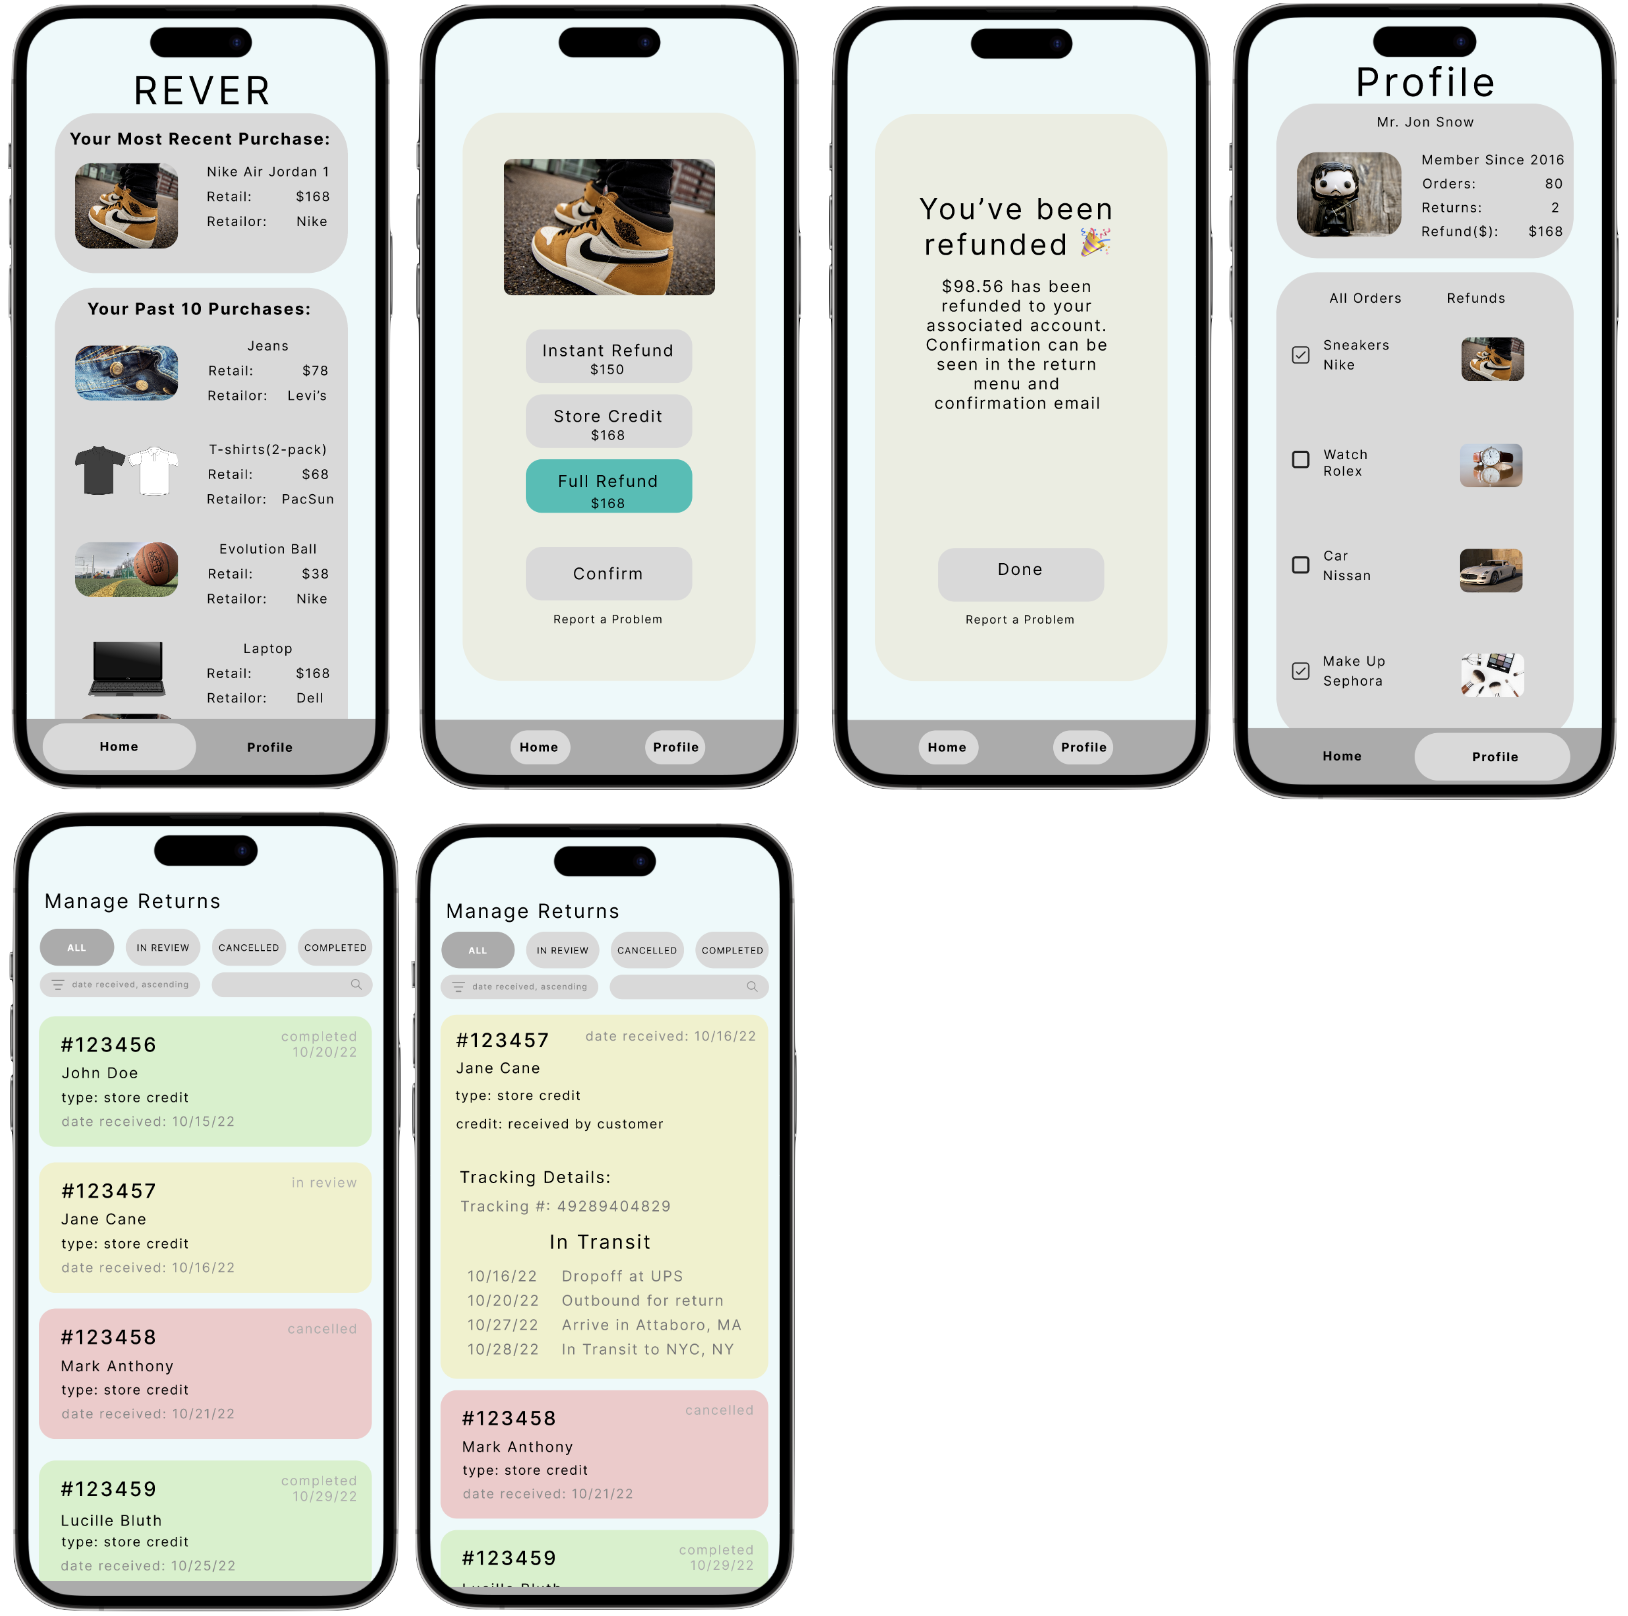 REVER
Your Most Recent Purchase:
Nike Air Jordan 1
Retail: $168
Retailor: Nike
Your Past 10 Purchases:
Jeans
Retail: $78
Retailor: Levi's
T-shirts(2-pack)
Retail: $68
Retailor: PacSun
Evolution Ball
Retail: $38
Retailor: Nike
Laptop
Retail: $168
Retailor: Dell
Home Profile
Instant Refund
$150
Store Credit
$168
Full Refund
$168
Confirm
Report a Problem
Home Profile
You've been
refunded 🎉
$98.56 has been
refunded to your
associated account.
Confirmation can be
seen in the return
menu and
confirmation email
Done
Report a Problem
Home Profile
Profile
Mr. Jon Snow
Member Since 2016
Orders: 80
Returns: 2
Refund($): $168
All Orders Refunds
Sneakers
Nike
Watch
Rolex
Car
Nissan
Make Up
Sephora
Home Profile
Manage Returns
ALL IN REVIEW CANCELLED COMPLETED
date received, ascending
#123456 completed
10/20/22
John Doe
type: store credit
date received: 10/15/22
#123457 in review
Jane Cane
type: store credit
date received: 10/16/22
#123458 cancelled
Mark Anthony
type: store credit
date received: 10/21/22
#123459 completed
10/29/22
Lucille Bluth
type: store credit
date received: 10/25/22
Manage Returns
ALL IN REVIEW CANCELLED COMPLETED
date received, ascending
#123457 date received: 10/16/22
Jane Cane
type: store credit
credit: received by customer
Tracking Details:
Tracking #: 49289404829
In Transit
10/16/22 Dropoff at UPS
10/20/22 Outbound for return
10/27/22 Arrive in Attaboro, MA
10/28/22 In Transit to NYC, NY
#123458 cancelled
Mark Anthony
type: store credit
date received: 10/21/22
#123459 completed
10/29/22
Lucille Bluth